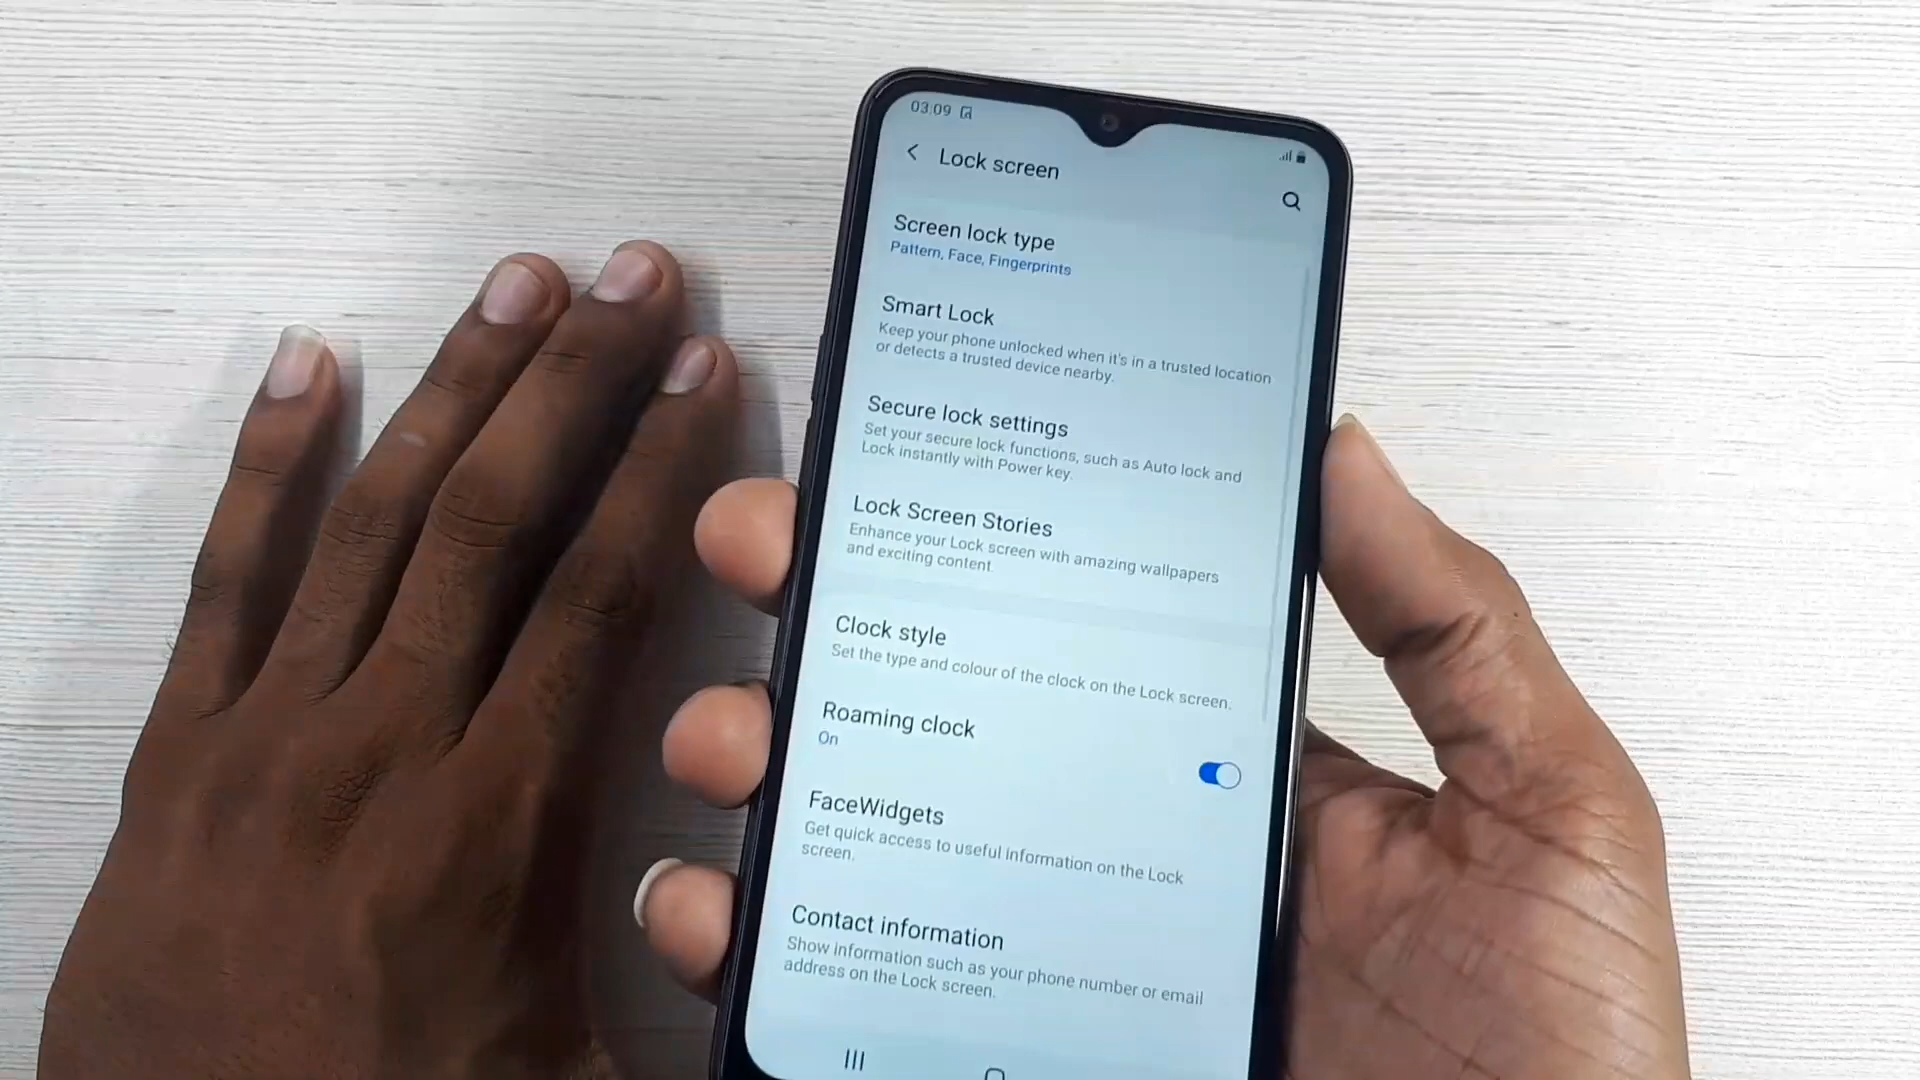 03:09
Lock screen
Screen lock type
Pattern, Face, Fingerprints
Smart Lock
Keep your phone unlocked when it's in a trusted location
or detects a trusted device nearby.
Secure lock settings
Set your secure lock functions, such as Auto lock and
Lock instantly with Power key.
Lock Screen Stories
Enhance your Lock screen with amazing wallpapers
and exciting content.
Clock style
Set the type and colour of the clock on the Lock screen.
Roaming clock
On
FaceWidgets
Get quick access to useful information on the Lock
screen.
Contact information
Show information such as your phone number or email
address on the Lock screen.